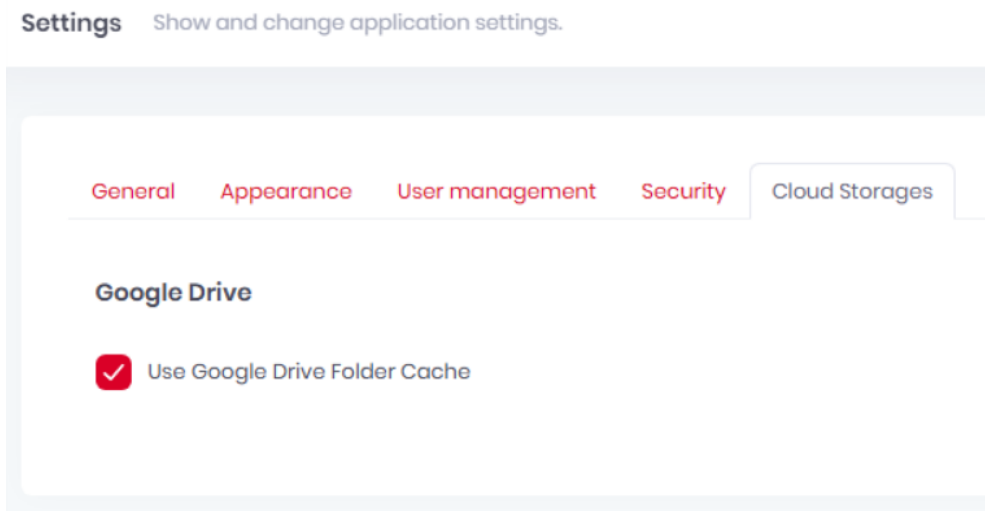 Settings Show and change application settings.
General Appearance User management Security Cloud Storages
Google Drive
Use Google Drive Folder Cache